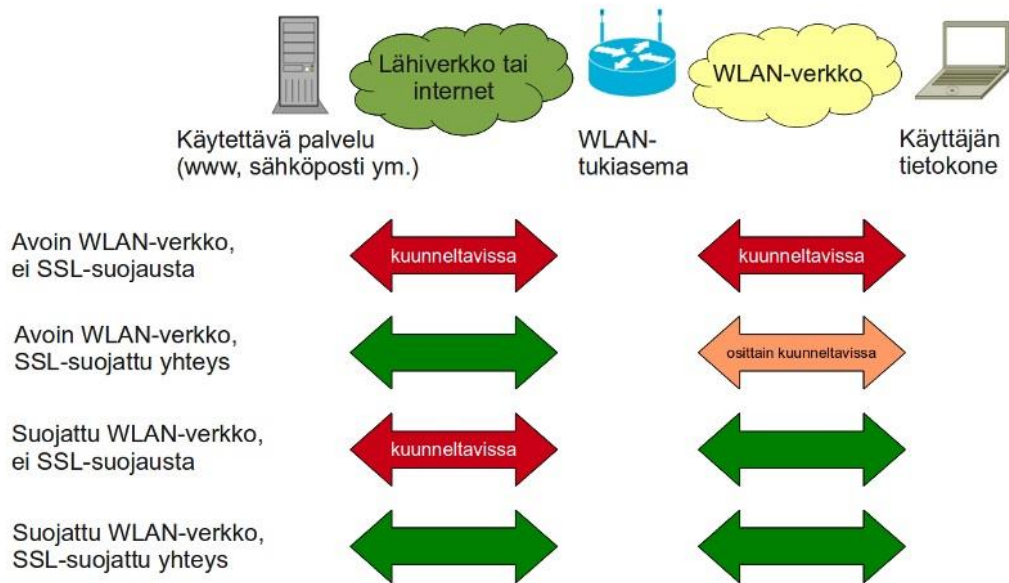 Lähiverkko tai
internet
WLAN-verkko
Käytettävä palvelu
(www, sähköposti ym.)
WLAN-
tukiasema
Käyttäjän
tietokone
Avoin WLAN-verkko,
ei SSL-suojausta
kuunneltavissa
kuunneltavissa
Avoin WLAN-verkko,
SSL-suojattu yhteys
osittain kuunneltavissa
Suojattu WLAN-verkko,
ei SSL-suojausta
kuunneltavissa
Suojattu WLAN-verkko,
SSL-suojattu yhteys